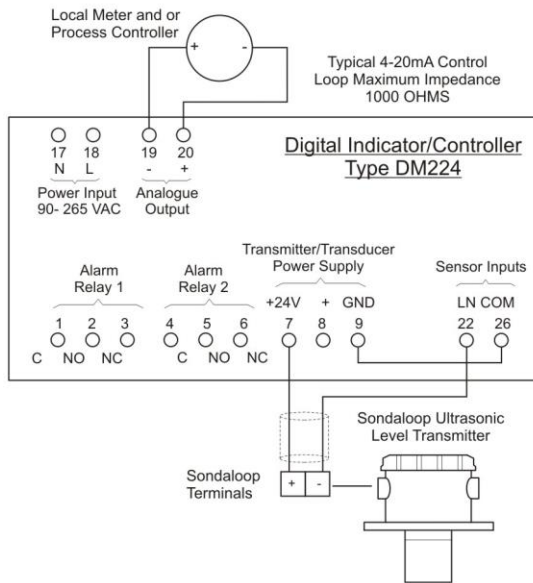 Local Meter and or
Process Controller
+ -
Typical 4-20mA Control
Loop Maximum Impedance
1000 OHMS
17 18 19 20
N L - +
Power Input
90- 265 VAC
Analogue
Output
Digital Indicator/Controller
Type DM224
Transmitter/Transducer
Power Supply
Sensor Inputs
Alarm
Relay 1
Alarm
Relay 2
+24V + GND
LN COM
1 2 3 4 5 6 7 8 9 22 26
C NO NC C NO NC
Sondaloop Ultrasonic
Level Transmitter
Sondaloop
Terminals
+ -